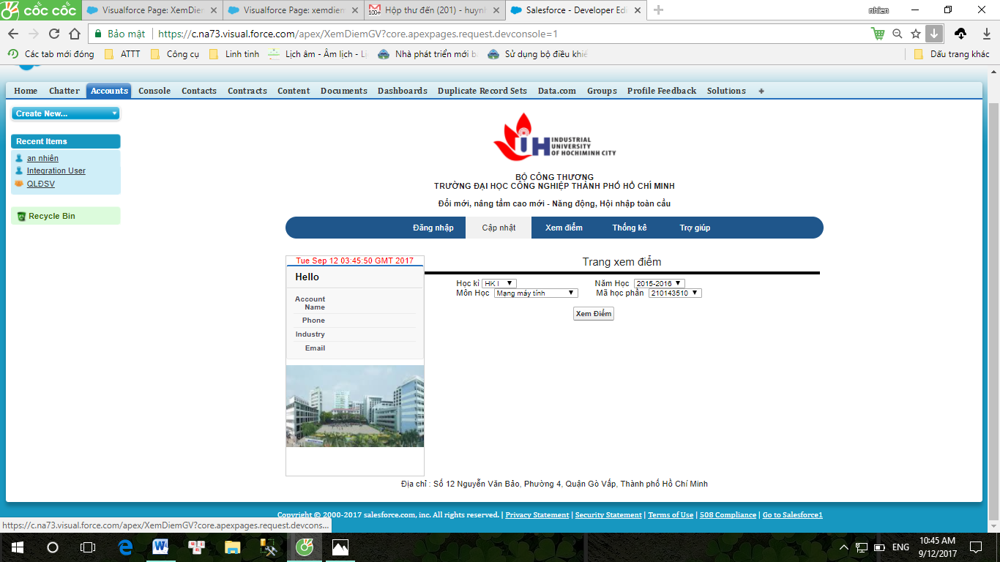 cốc cốc
Visualforce Page: XemDiem
Visualforce Page: xemdiem
Hộp thư đến (201) - huynh
Salesforce - Developer Edi
nhien
Bảo mật
https://c.na73.visual.force.com/apex/XemDiemGV?core.apexpages.request.devconsole=1
Các tab mới đóng
ATTT
Công cụ
Linh tinh
Lịch âm - Âm lịch - Lị
Nhà phát triển mới b
Sử dụng bộ điều khiể
Dấu trang khác
Home Chatter Accounts Console Contacts Contracts Content Documents Dashboards Duplicate Record Sets Data.com Groups Profile Feedback Solutions +
Create New...
Recent Items
an nhiên
Integration User
QLĐSV
Recycle Bin
IUH INDUSTRIAL
UNIVERSITY
OF HOCHIMINH CITY
BỘ CÔNG THƯƠNG
TRƯỜNG ĐẠI HỌC CÔNG NGHIỆP THÀNH PHỐ HỒ CHÍ MINH
Đổi mới, nâng tầm cao mới - Năng động, Hội nhập toàn cầu
Đăng nhập Cập nhật Xem điểm Thống kê Trợ giúp
Tue Sep 12 03:45:50 GMT 2017
Hello
Account
Name
Phone
Industry
Email
Trang xem điểm
Học kì HK I Năm Học 2015-2016
Môn Học Mạng máy tính Mã học phần 210143510
Xem Điểm
Địa chỉ : Số 12 Nguyễn Văn Bảo, Phường 4, Quận Gò Vấp, Thành phố Hồ Chí Minh
Copyright © 2000-2017 salesforce.com, inc. All rights reserved. | Privacy Statement | Security Statement | Terms of Use | 508 Compliance | Go to Salesforce1
https://c.na73.visual.force.com/apex/XemDiemGV?core.apexpages.request.devcons...
ENG
10:45 AM
9/12/2017